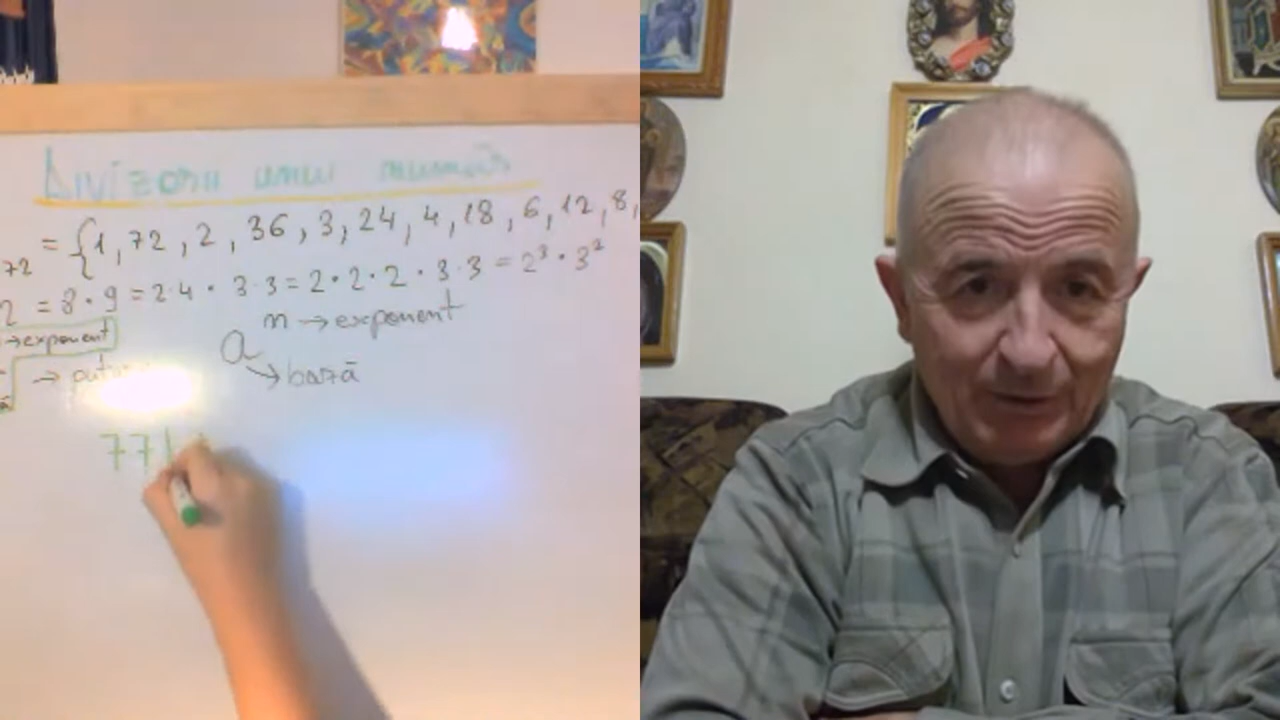 Divizorii unui număr
72 = {1, 72, 2, 36, 3, 24, 4, 18, 6, 12, 8,
2 = 8 · 9 = 2·4 · 3·3 = 2·2·2 · 3·3 = 2³ · 3²
→exponent
n → exponent
a
→
→ bază
77